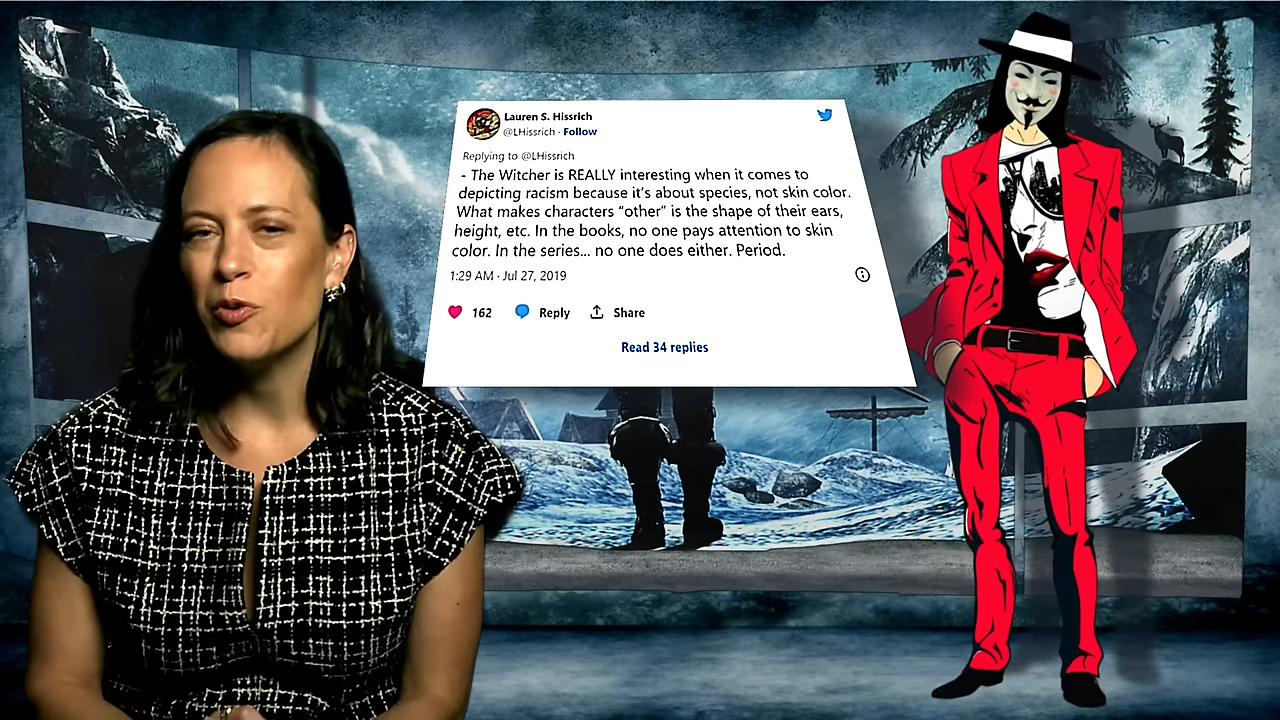 Lauren S. Hissrich
@LHissrich · Follow
Replying to @LHissrich
- The Witcher is REALLY interesting when it comes to
depicting racism because it's about species, not skin color.
What makes characters “other” is the shape of their ears,
height, etc. In the books, no one pays attention to skin
color. In the series... no one does either. Period.
1:29 AM · Jul 27, 2019
162 Reply Share
Read 34 replies